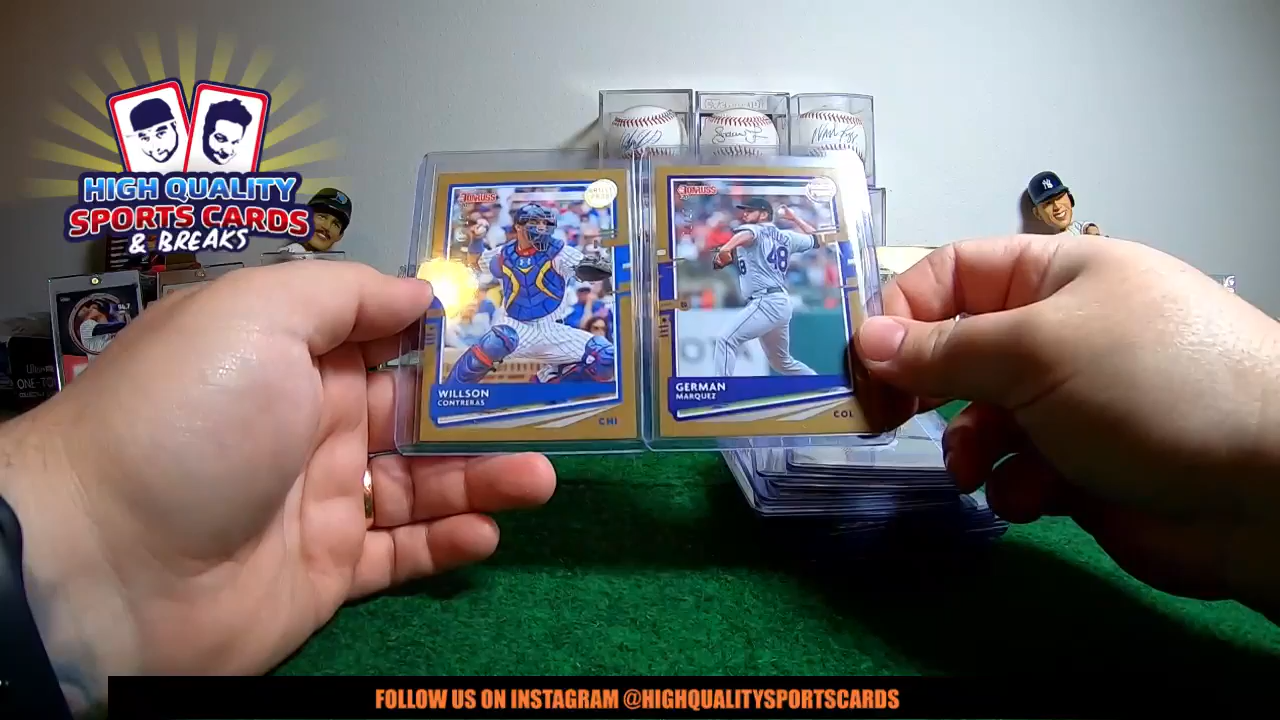 HIGH QUALITY
SPORTS CARDS
& BREAKS
DONRUSS
WILLSON
CONTRERAS
CHI
DONRUSS
48
GERMAN
MARQUEZ
COL
FOLLOW US ON INSTAGRAM @HIGHQUALITYSPORTSCARDS